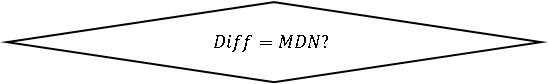 Diff = MDN?